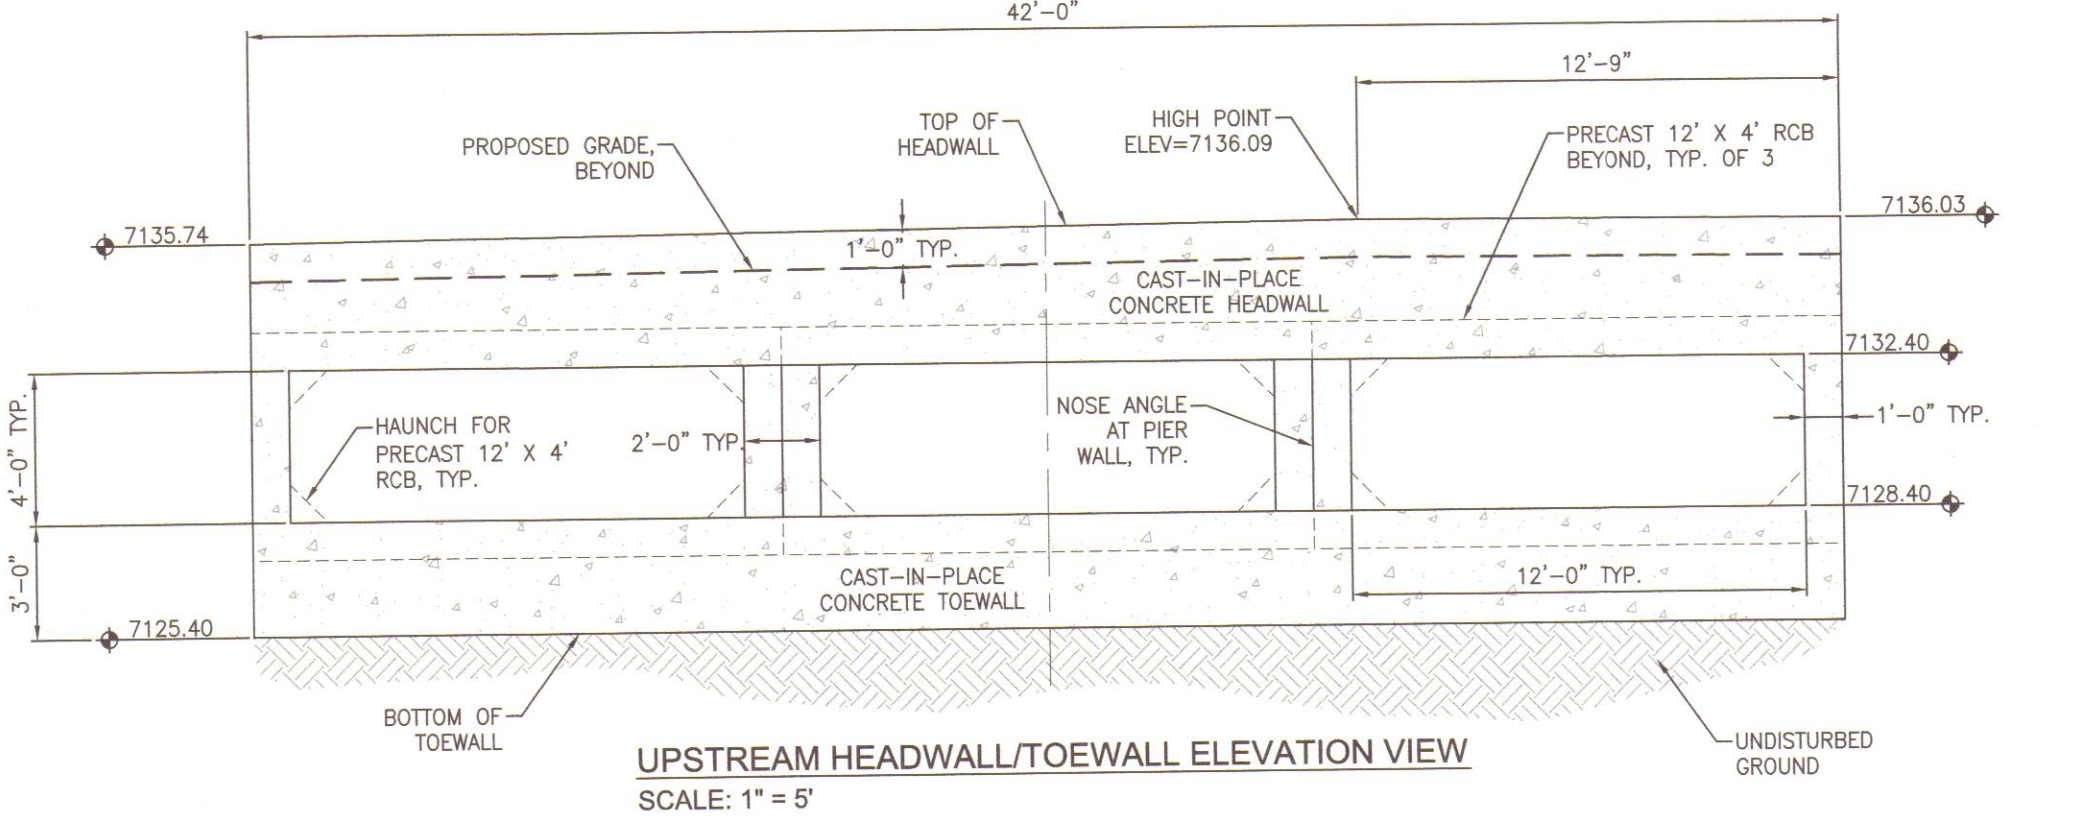 42'-0"
12'-9"
TOP OF
HEADWALL
HIGH POINT
ELEV=7136.09
PRECAST 12' X 4' RCB
BEYOND, TYP. OF 3
PROPOSED GRADE,
BEYOND
7135.74
7136.03
1'-0" TYP.
CAST-IN-PLACE
CONCRETE HEADWALL
7132.40
4'-0" TYP.
HAUNCH FOR
PRECAST 12' X 4'
RCB, TYP.
2'-0" TYP.
NOSE ANGLE
AT PIER
WALL, TYP.
1'-0" TYP.
7128.40
3'-0"
CAST-IN-PLACE
CONCRETE TOEWALL
12'-0" TYP.
7125.40
BOTTOM OF
TOEWALL
UNDISTURBED
GROUND
UPSTREAM HEADWALL/TOEWALL ELEVATION VIEW
SCALE: 1" = 5'